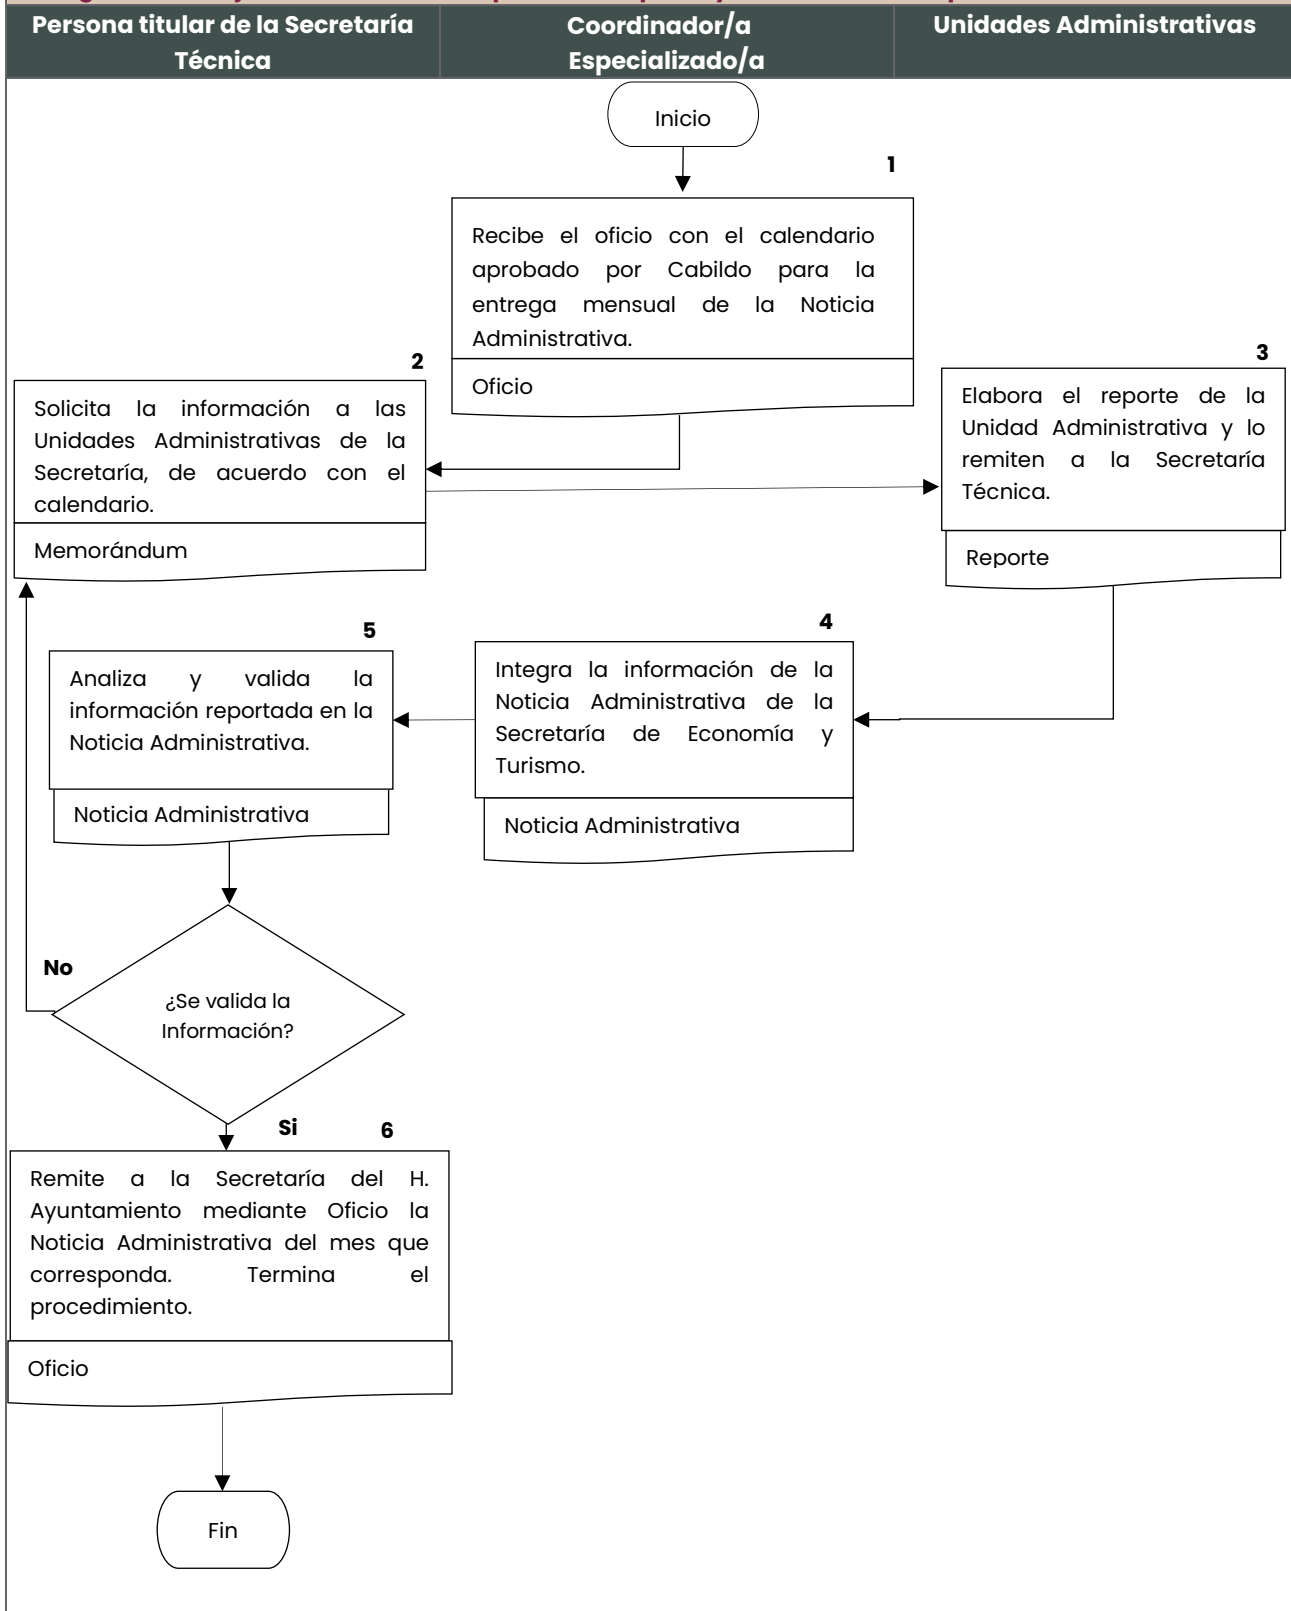 Persona titular de la Secretaría
Técnica
Coordinador/a
Especializado/a
Unidades Administrativas
Inicio
1
Recibe el oficio con el calendario
aprobado por Cabildo para la
entrega mensual de la Noticia
Administrativa.
Oficio
2
Solicita la información a las
Unidades Administrativas de la
Secretaría, de acuerdo con el
calendario.
Memorándum
3
Elabora el reporte de la
Unidad Administrativa y lo
remiten a la Secretaría
Técnica.
Reporte
4
Integra la información de la
Noticia Administrativa de la
Secretaría de Economía y
Turismo.
Noticia Administrativa
5
Analiza y valida la
información reportada en la
Noticia Administrativa.
Noticia Administrativa
No
¿Se valida la
Información?
Si
6
Remite a la Secretaría del H.
Ayuntamiento mediante Oficio la
Noticia Administrativa del mes que
corresponda. Termina el
procedimiento.
Oficio
Fin